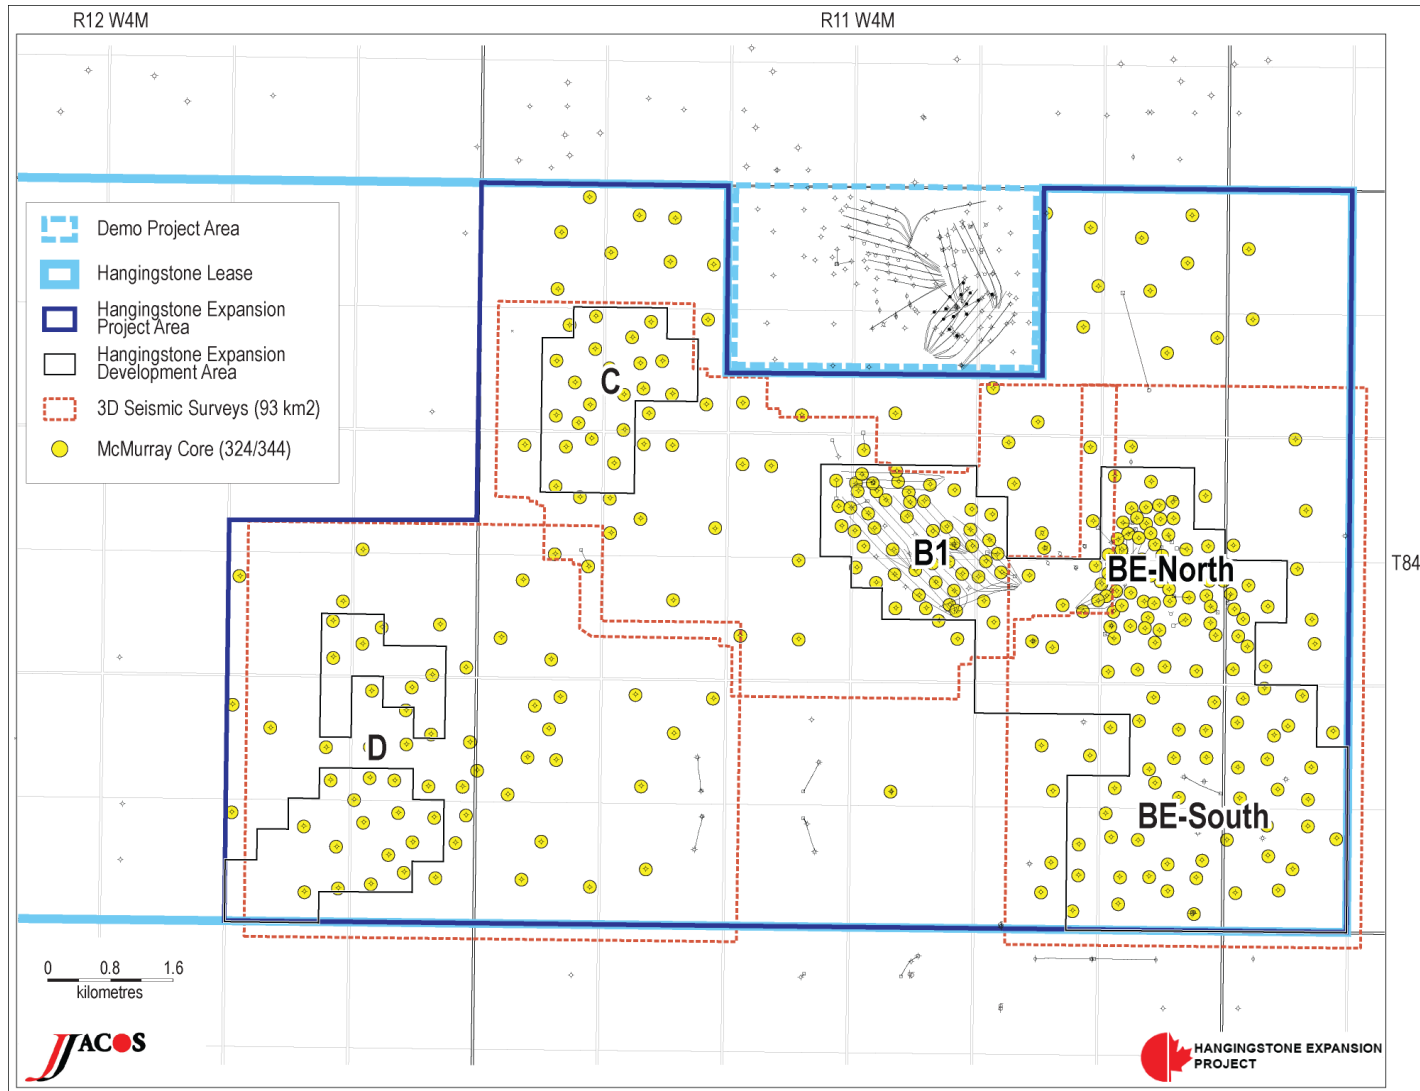 R12 W4M
R11 W4M
Demo Project Area
Hangingstone Lease
Hangingstone Expansion
Project Area
Hangingstone Expansion
Development Area
3D Seismic Surveys (93 km2)
McMurray Core (324/344)
C
B1
BE-North
T84
D
BE-South
0 0.8 1.6
kilometres
JACOS
HANGINGSTONE EXPANSION
PROJECT